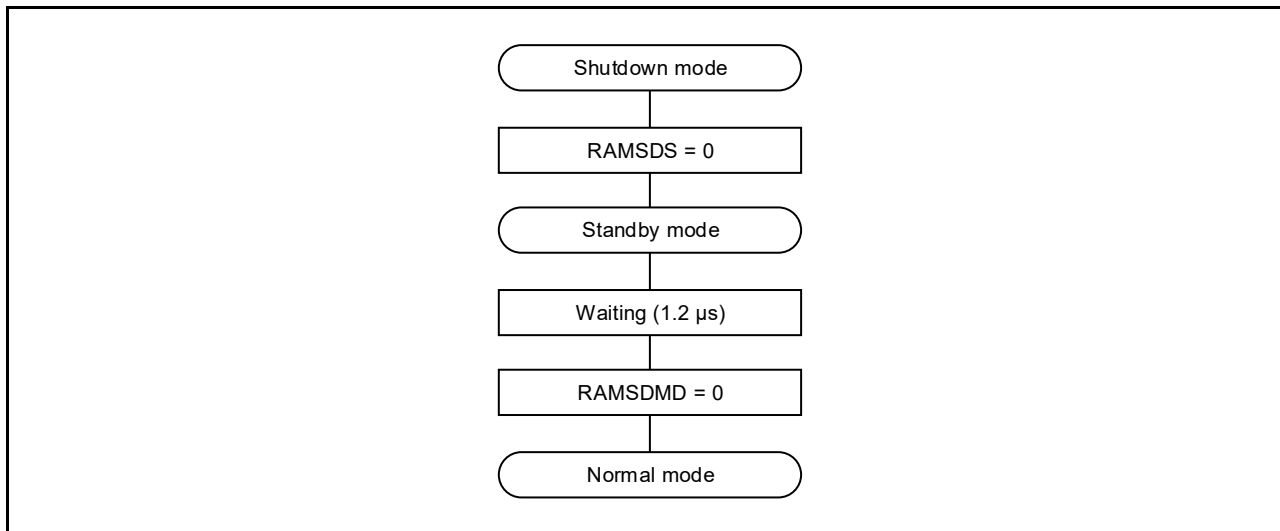 Shutdown mode
RAMSDS = 0
Standby mode
Waiting (1.2 µs)
RAMSDMD = 0
Normal mode